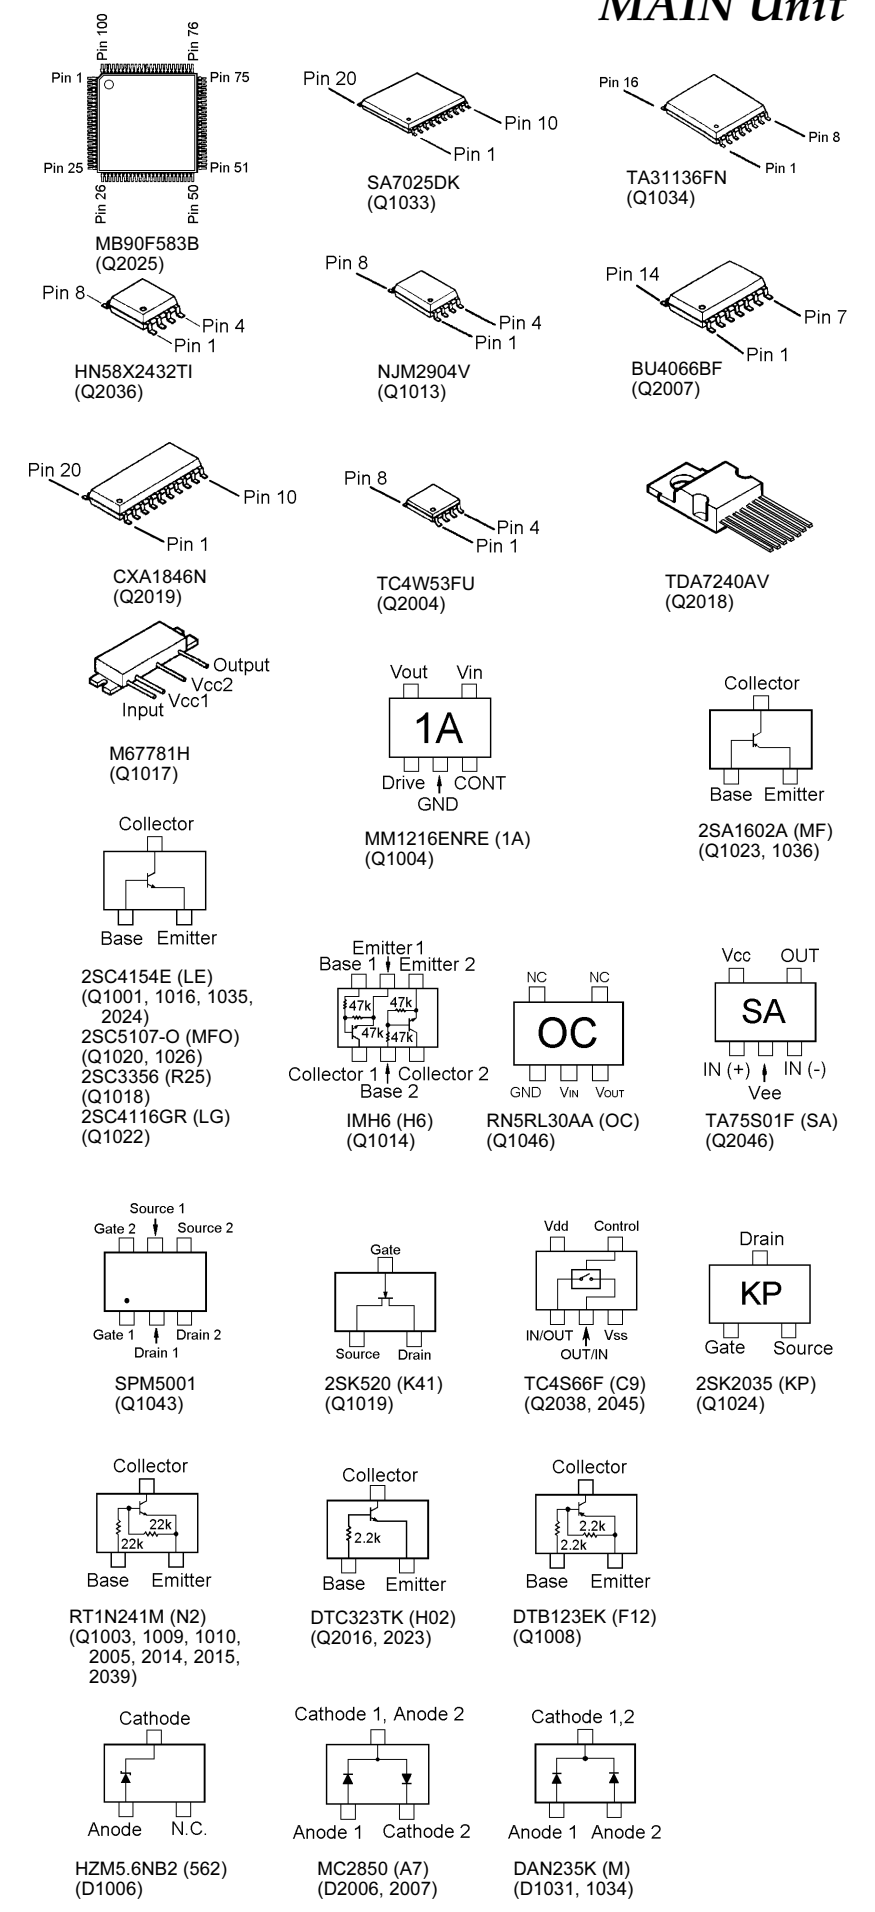 MAIN Unit
Pin 100
Pin 76
Pin 1
Pin 75
Pin 25
Pin 51
Pin 26
Pin 50
MB90F583B
(Q2025)
Pin 20
Pin 10
Pin 1
SA7025DK
(Q1033)
Pin 16
Pin 8
Pin 1
TA31136FN
(Q1034)
Pin 8
Pin 4
Pin 1
HN58X2432TI
(Q2036)
Pin 8
Pin 4
Pin 1
NJM2904V
(Q1013)
Pin 14
Pin 7
Pin 1
BU4066BF
(Q2007)
Pin 20
Pin 10
Pin 1
CXA1846N
(Q2019)
Pin 8
Pin 4
Pin 1
TC4W53FU
(Q2004)
TDA7240AV
(Q2018)
Output
Vcc2
Vcc1
Input
M67781H
(Q1017)
Vout Vin
1A
Drive CONT
GND
MM1216ENRE (1A)
(Q1004)
Collector
Base Emitter
2SA1602A (MF)
(Q1023, 1036)
Collector
Base Emitter
2SC4154E (LE)
(Q1001, 1016, 1035,
2024)
2SC5107-O (MFO)
(Q1020, 1026)
2SC3356 (R25)
(Q1018)
2SC4116GR (LG)
(Q1022)
Emitter 1
Base 1 Emitter 2
47k 47k
47k 47k
Collector 1 Collector 2
Base 2
IMH6 (H6)
(Q1014)
NC NC
OC
GND VIN VOUT
RN5RL30AA (OC)
(Q1046)
Vcc OUT
SA
IN (+) IN (-)
Vee
TA75S01F (SA)
(Q2046)
Source 1
Gate 2 Source 2
Gate 1 Drain 2
Drain 1
SPM5001
(Q1043)
Gate
Source Drain
2SK520 (K41)
(Q1019)
Vdd Control
IN/OUT Vss
OUT/IN
TC4S66F (C9)
(Q2038, 2045)
Drain
KP
Gate Source
2SK2035 (KP)
(Q1024)
Collector
22k
22k
Base Emitter
RT1N241M (N2)
(Q1003, 1009, 1010,
2005, 2014, 2015,
2039)
Collector
2.2k
Base Emitter
DTC323TK (H02)
(Q2016, 2023)
Collector
2.2k
2.2k
Base Emitter
DTB123EK (F12)
(Q1008)
Cathode
Anode N.C.
HZM5.6NB2 (562)
(D1006)
Cathode 1, Anode 2
Anode 1 Cathode 2
MC2850 (A7)
(D2006, 2007)
Cathode 1,2
Anode 1 Anode 2
DAN235K (M)
(D1031, 1034)